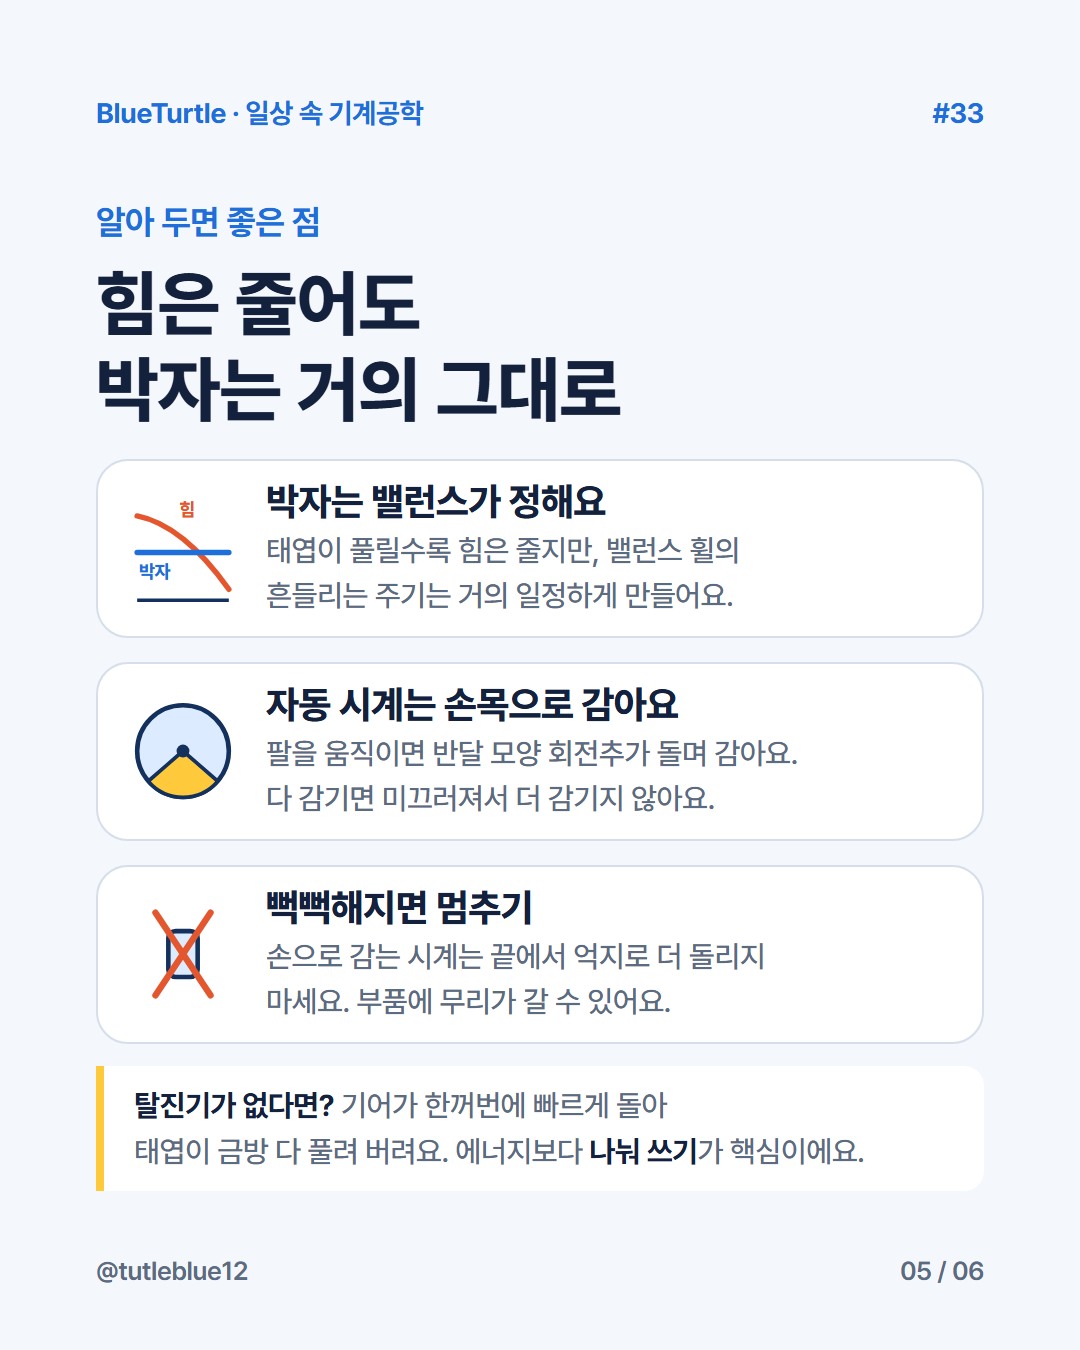 BlueTurtle · 일상 속 기계공학
#33
알아 두면 좋은 점
힘은 줄어도
박자는 거의 그대로
힘
박자
박자는 밸런스가 정해요
태엽이 풀릴수록 힘은 줄지만, 밸런스 휠의
흔들리는 주기는 거의 일정하게 만들어요.
자동 시계는 손목으로 감아요
팔을 움직이면 반달 모양 회전추가 돌며 감아요.
다 감기면 미끄러져서 더 감기지 않아요.
뻑뻑해지면 멈추기
손으로 감는 시계는 끝에서 억지로 더 돌리지
마세요. 부품에 무리가 갈 수 있어요.
탈진기가 없다면? 기어가 한꺼번에 빠르게 돌아
태엽이 금방 다 풀려 버려요. 에너지보다 나눠 쓰기가 핵심이에요.
@tutleblue12
05 / 06